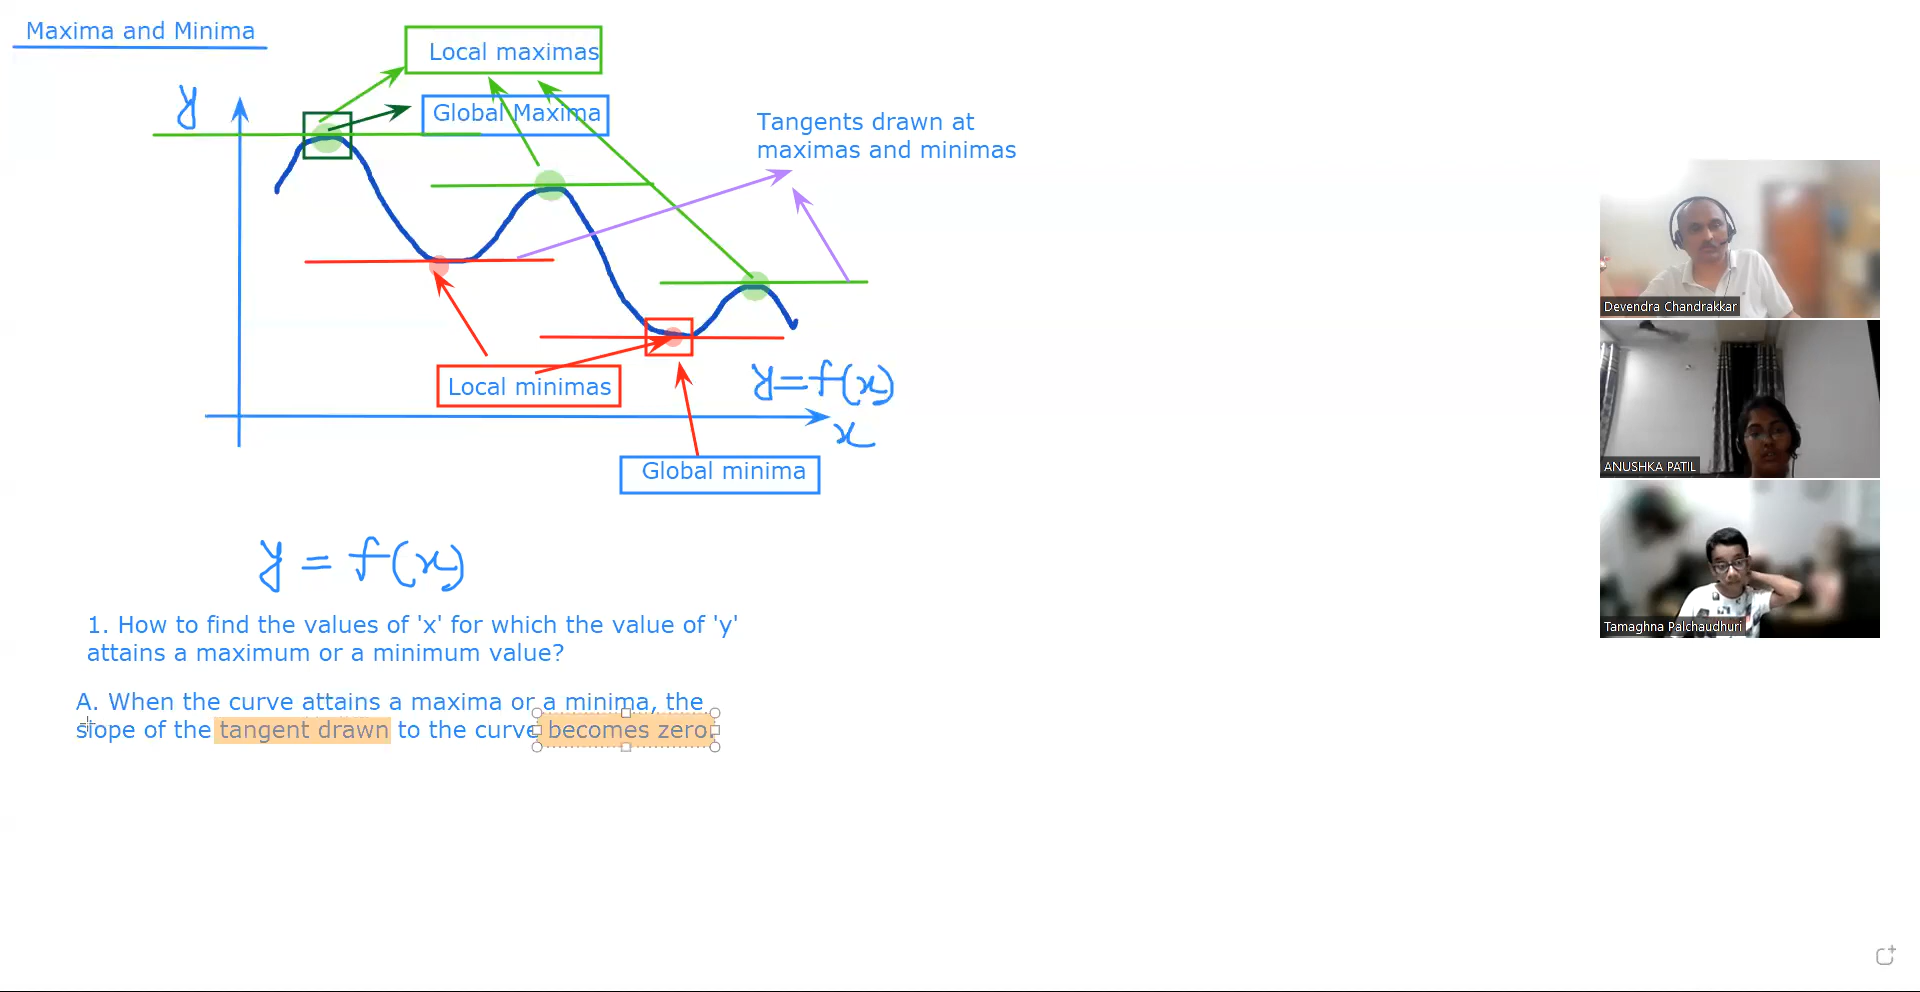 Maxima and Minima
Local maximas
y
Global Maxima
Tangents drawn at
maximas and minimas
Local minimas
y=f(x)
x
Global minima
y = f(x)
1. How to find the values of 'x' for which the value of 'y'
attains a maximum or a minimum value?
A. When the curve attains a maxima or a minima, the
slope of the tangent drawn to the curve becomes zero.
Devendra Chandrakkar
ANUSHKA PATIL
Tamaghna Palchaudhuri